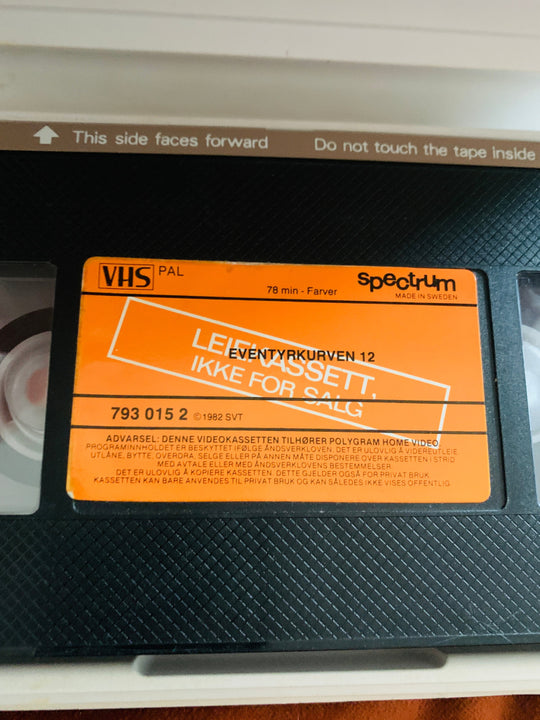 This side faces forward Do not touch the tape inside
VHS PAL
78 min - Farver
spectrum
MADE IN SWEDEN
LEIEKASSETT,
IKKE FOR SALG
EVENTYRKURVEN 12
793 015 2 © 1982 SVT
ADVARSEL: DENNE VIDEOKASSETTEN TILHØRER POLYGRAM HOME VIDEO.
PROGRAMINNHOLDET ER BESKYTTET IFØLGE ÅNDSVERKLOVEN. DET ER ULOVLIG Å VIDEREUTLEIE,
UTLÅNE, BYTTE, OVERDRA, SELGE ELLER PÅ ANNEN MÅTE DISPONERE OVER KASSETTEN I STRID
MED AVTALE ELLER MED ÅNDSVERKLOVENS BESTEMMELSER.
DET ER ULOVLIG Å KOPIERE KASSETTEN. DETTE GJELDER OGSÅ FOR PRIVAT BRUK.
KASSETTEN KAN BARE ANVENDES TIL PRIVAT BRUK OG KAN SÅLEDES IKKE VISES OFFENTLIG.